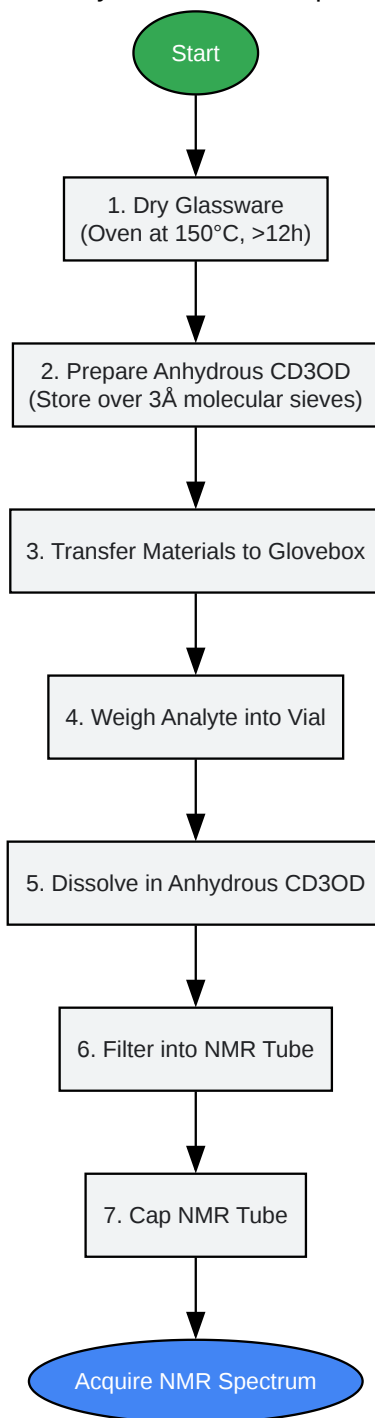 Start
1. Dry Glassware
(Oven at 150°C, >12h)
2. Prepare Anhydrous CD3OD
(Store over 3Å molecular sieves)
3. Transfer Materials to Glovebox
4. Weigh Analyte into Vial
5. Dissolve in Anhydrous CD3OD
6. Filter into NMR Tube
7. Cap NMR Tube
Acquire NMR Spectrum